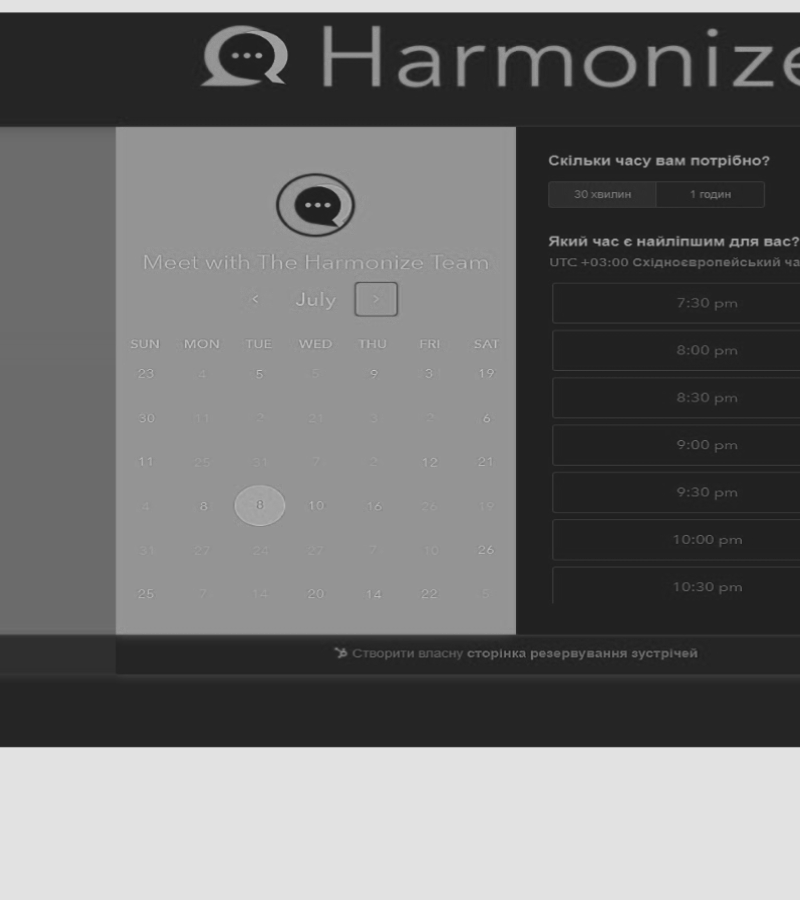 Harmonize
Meet with The Harmonize Team
< July >
SUN MON TUE WED THU FRI SAT
23 4 5 5 9 3 19
30 11 2 21 3 2 6
11 25 31 7 2 12 21
4 8 8 10 16 26 19
31 27 24 27 7 10 26
25 7 14 20 14 22 5
Скільки часу вам потрібно?
30 хвилин 1 годин
Який час є найліпшим для вас?
UTC +03:00 Східноєвропейський ча
7:30 pm
8:00 pm
8:30 pm
9:00 pm
9:30 pm
10:00 pm
10:30 pm
Створити власну сторінка резервування зустрічей